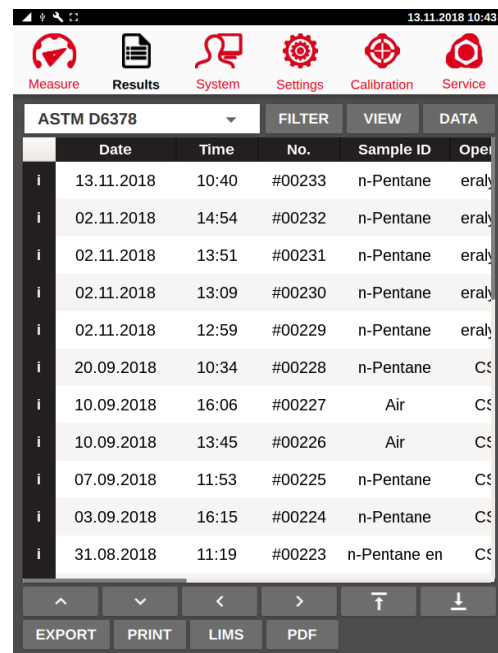 13.11.2018 10:43
Measure Results System Settings Calibration Service
ASTM D6378 FILTER VIEW DATA
Date Time No. Sample ID
i 13.11.2018 10:40 #00233 n-Pentane
i 02.11.2018 14:54 #00232 n-Pentane
i 02.11.2018 13:51 #00231 n-Pentane
i 02.11.2018 13:09 #00230 n-Pentane
i 02.11.2018 12:59 #00229 n-Pentane
i 20.09.2018 10:34 #00228 n-Pentane
i 10.09.2018 16:06 #00227 Air
i 10.09.2018 13:45 #00226 Air
i 07.09.2018 11:53 #00225 n-Pentane
i 03.09.2018 16:15 #00224 n-Pentane
i 31.08.2018 11:19 #00223 n-Pentane en
EXPORT PRINT LIMS PDF